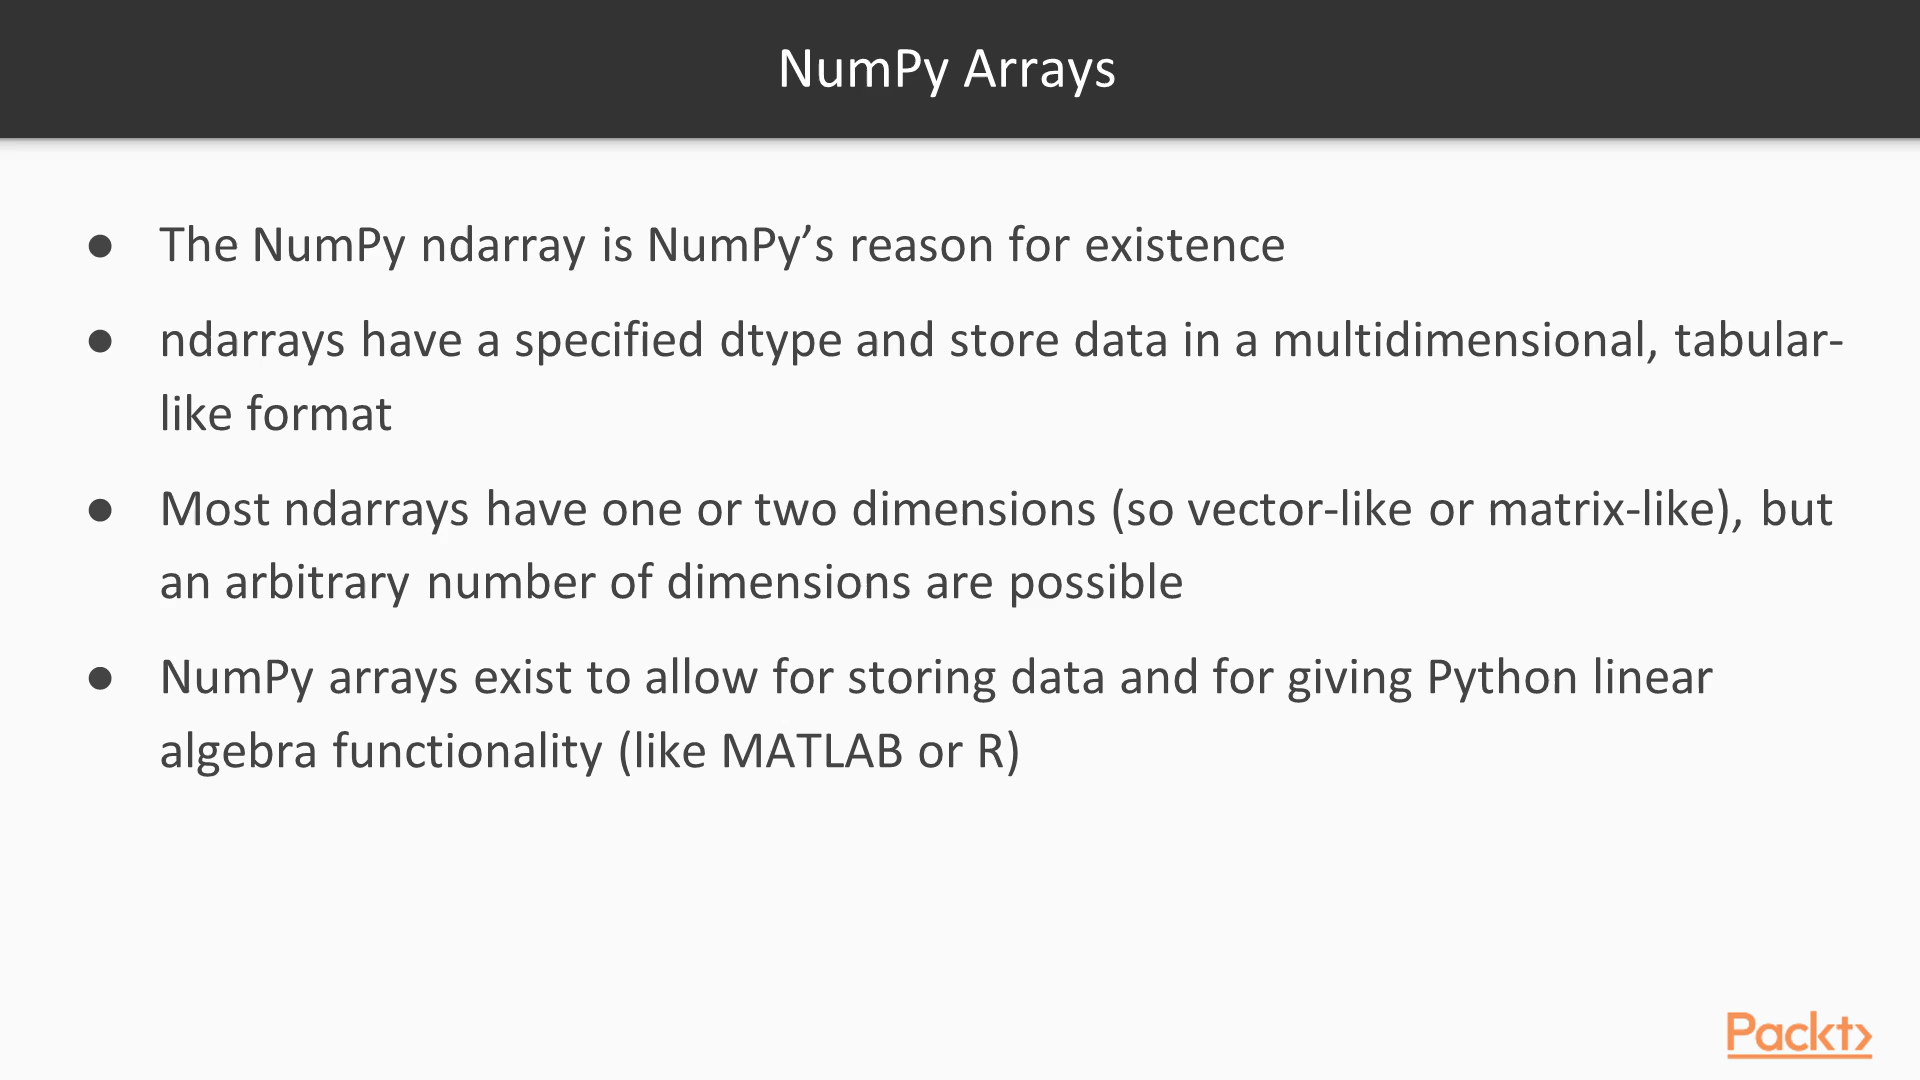 NumPy Arrays
● The NumPy ndarray is NumPy’s reason for existence
● ndarrays have a specified dtype and store data in a multidimensional, tabular-
like format
● Most ndarrays have one or two dimensions (so vector-like or matrix-like), but
an arbitrary number of dimensions are possible
● NumPy arrays exist to allow for storing data and for giving Python linear
algebra functionality (like MATLAB or R)
Packt>